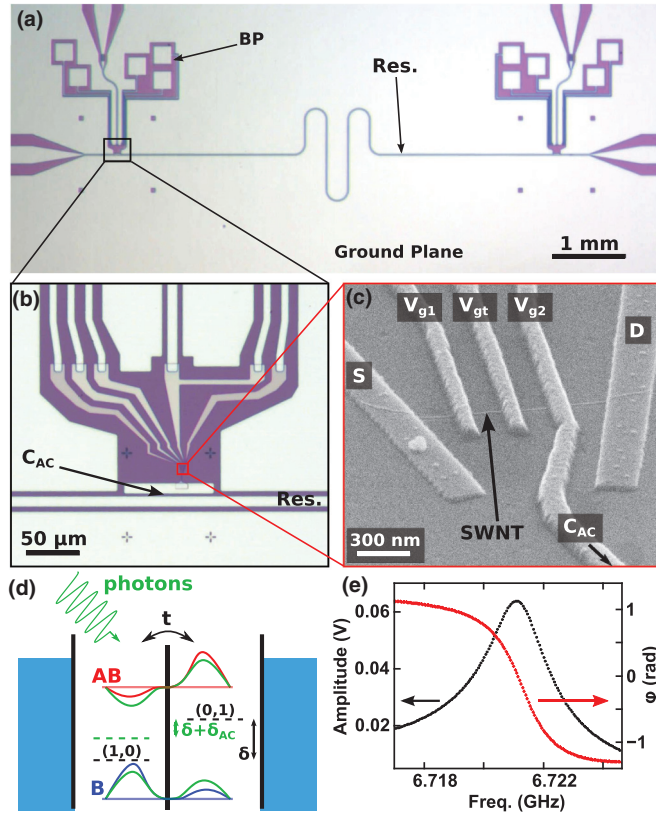 (a)
BP
Res.
Ground Plane
1 mm
(b)
C_AC
Res.
50 μm
(c)
V_g1 V_gt V_g2
D
S
SWNT
C_AC
300 nm
(d)
photons
t
AB
(0,1)
δ+δ_AC
δ
(1,0)
B
(e)
Amplitude (V)
0.06
0.04
0.02
6.718 6.722
Freq. (GHz)
1
0
-1
φ (rad)